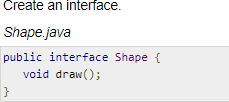 Create an interface.
Shape.java
public interface Shape {
   void draw();
}